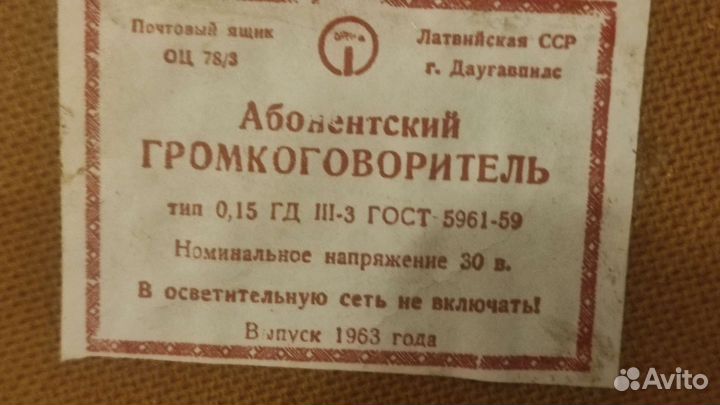 Почтовый ящик
ОЦ 78/3
Латвийская ССР
г. Даугавпилс
Абонентский
ГРОМКОГОВОРИТЕЛЬ
тип 0,15 ГД III-3 ГОСТ 5961-59
Номинальное напряжение 30 в.
В осветительную сеть не включать!
Выпуск 1963 года
Avito